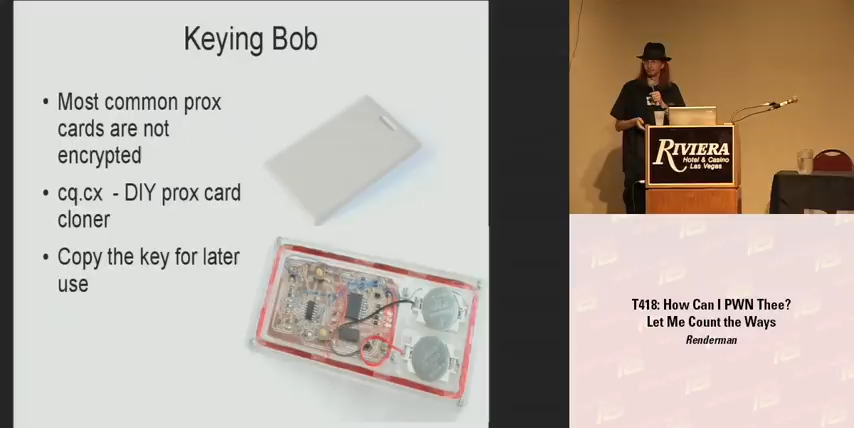 Keying Bob
• Most common prox
cards are not
encrypted
• cq.cx - DIY prox card
cloner
• Copy the key for later
use
RIVIERA
Hotel & Casino
Las Vegas
T418: How Can I PWN Thee?
Let Me Count the Ways
Renderman